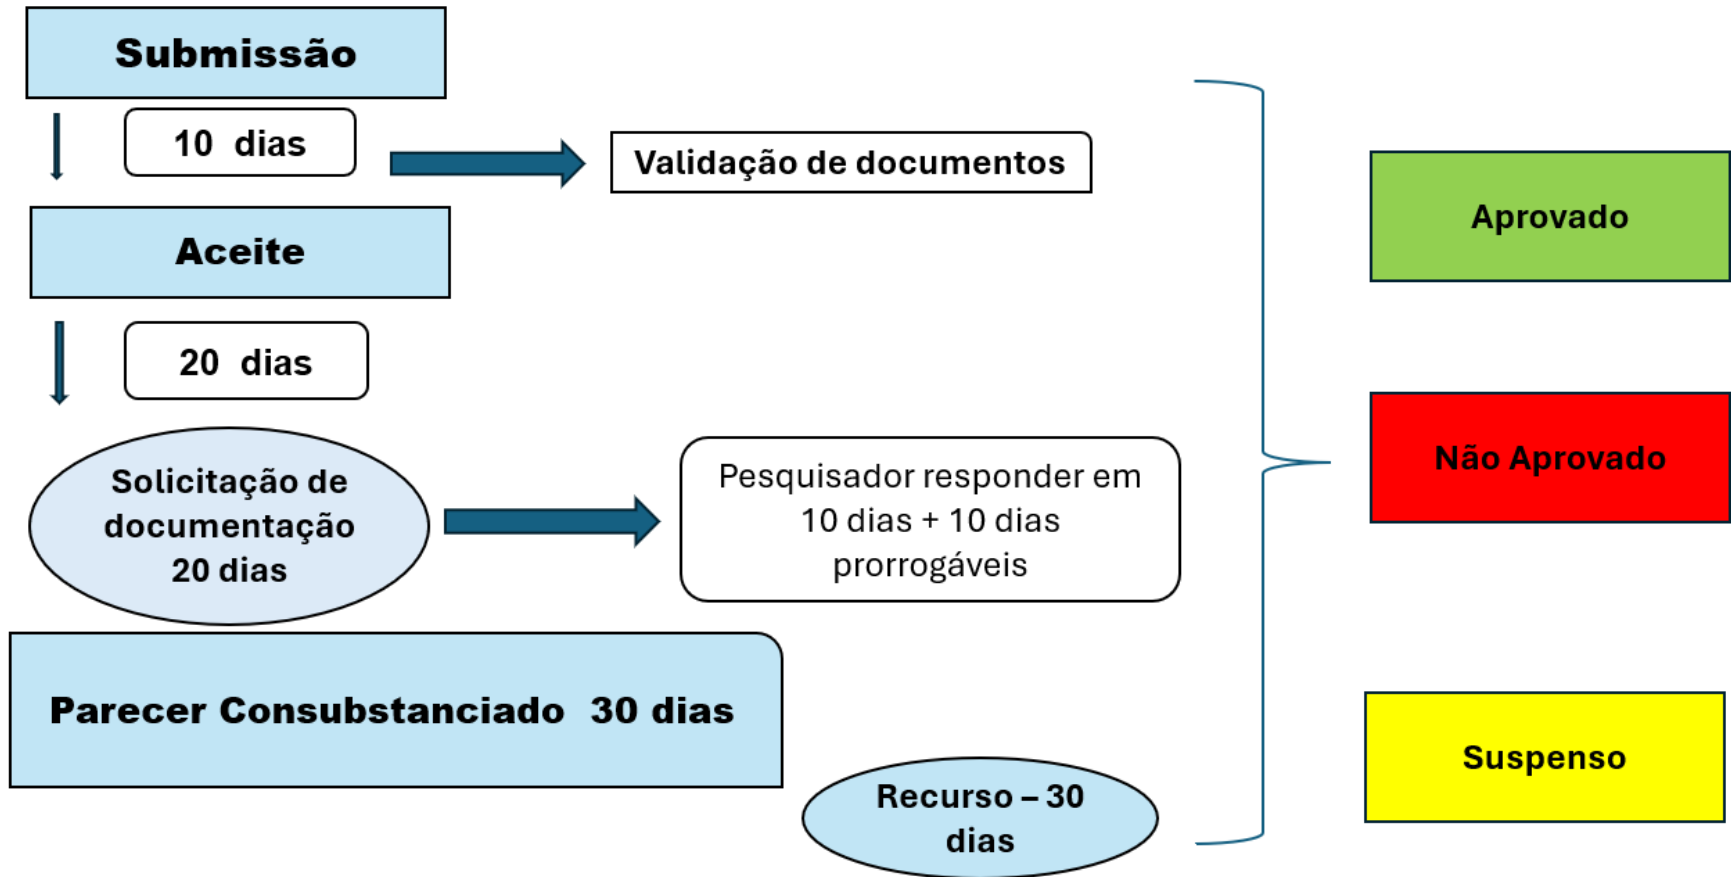 Submissão
10 dias
Validação de documentos
Aceite
20 dias
Solicitação de
documentação
20 dias
Pesquisador responder em
10 dias + 10 dias
prorrogáveis
Parecer Consubstanciado 30 dias
Recurso – 30
dias
Aprovado
Não Aprovado
Suspenso